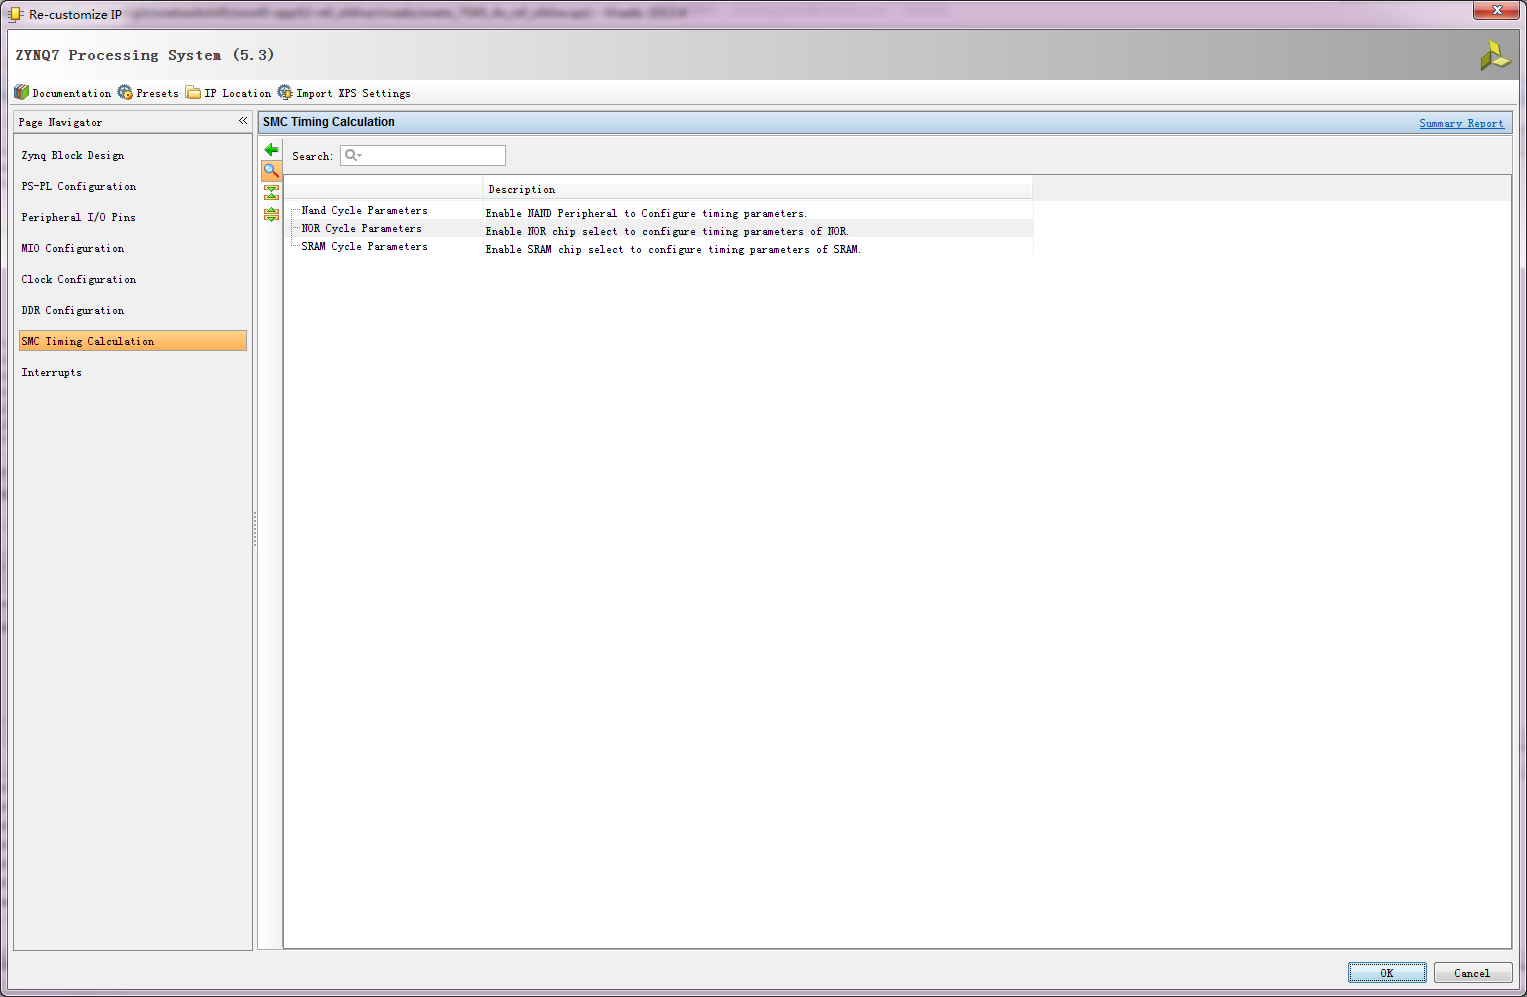 Re-customize IP
ZYNQ7 Processing System (5.3)
Documentation Presets IP Location Import XPS Settings
Page Navigator
Zynq Block Design
PS-PL Configuration
Peripheral I/O Pins
MIO Configuration
Clock Configuration
DDR Configuration
SMC Timing Calculation
Interrupts
SMC Timing Calculation
Summary Report
Search:
Description
Nand Cycle Parameters Enable NAND Peripheral to Configure timing parameters.
NOR Cycle Parameters Enable NOR chip select to configure timing parameters of NOR.
SRAM Cycle Parameters Enable SRAM chip select to configure timing parameters of SRAM.
OK Cancel